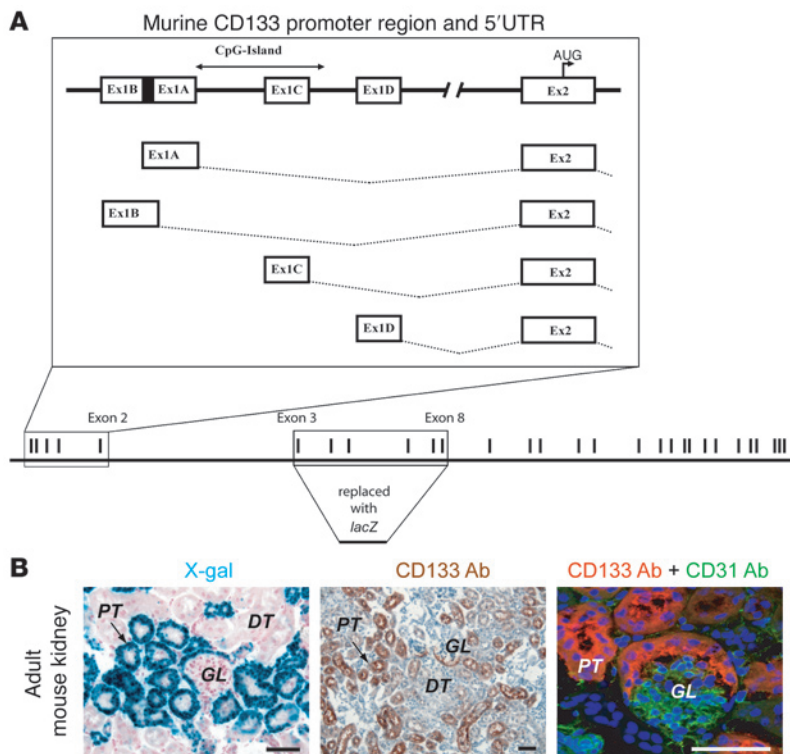 A
Murine CD133 promoter region and 5'UTR
CpG-Island
AUG
Ex1B Ex1A Ex1C Ex1D Ex2
Ex1A Ex2
Ex1B Ex2
Ex1C Ex2
Ex1D Ex2
Exon 2 Exon 3 Exon 8
replaced
with
lacZ
B
X-gal CD133 Ab CD133 Ab + CD31 Ab
Adult
mouse kidney
PT DT GL
PT GL DT
PT GL